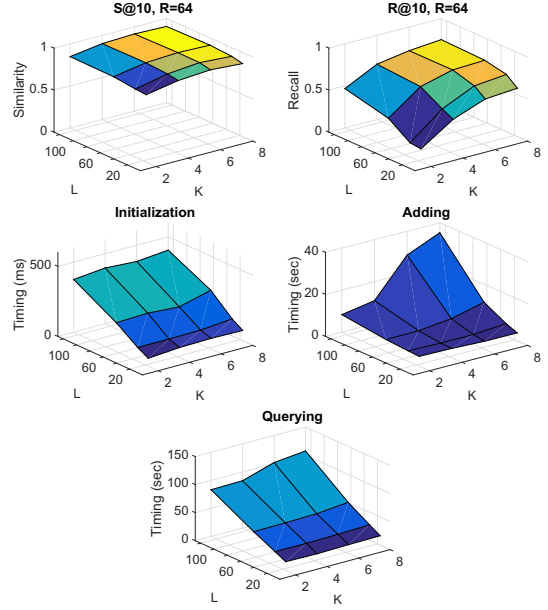 S@10, R=64
R@10, R=64
1
0.5
0
Similarity
100
60
20
L
2
4
6
8
K
1
0.5
0
Recall
100
60
20
L
2
4
6
8
K
Initialization
Adding
500
0
Timing (ms)
100
60
20
L
2
4
6
8
K
40
20
0
Timing (sec)
100
60
20
L
2
4
6
8
K
Querying
150
100
50
0
Timing (sec)
100
60
20
L
2
4
6
8
K